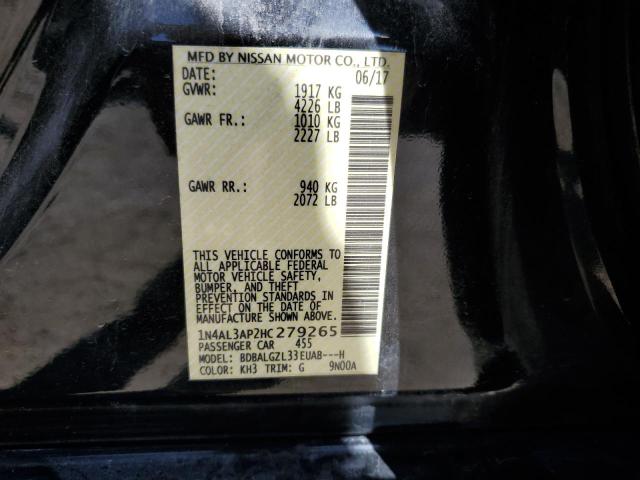 MFD BY NISSAN MOTOR CO., LTD.
DATE: 06/17
GVWR: 1917 KG
4226 LB
GAWR FR.: 1010 KG
2227 LB
GAWR RR.: 940 KG
2072 LB
THIS VEHICLE CONFORMS TO
ALL APPLICABLE FEDERAL
MOTOR VEHICLE SAFETY,
BUMPER, AND THEFT
PREVENTION STANDARDS IN
EFFECT ON THE DATE OF
MANUFACTURE SHOWN ABOVE.
1N4AL3AP2HC279265
PASSENGER CAR 455
MODEL: BDBALGZL33EUAB---H
COLOR: KH3 TRIM: G 9N00A